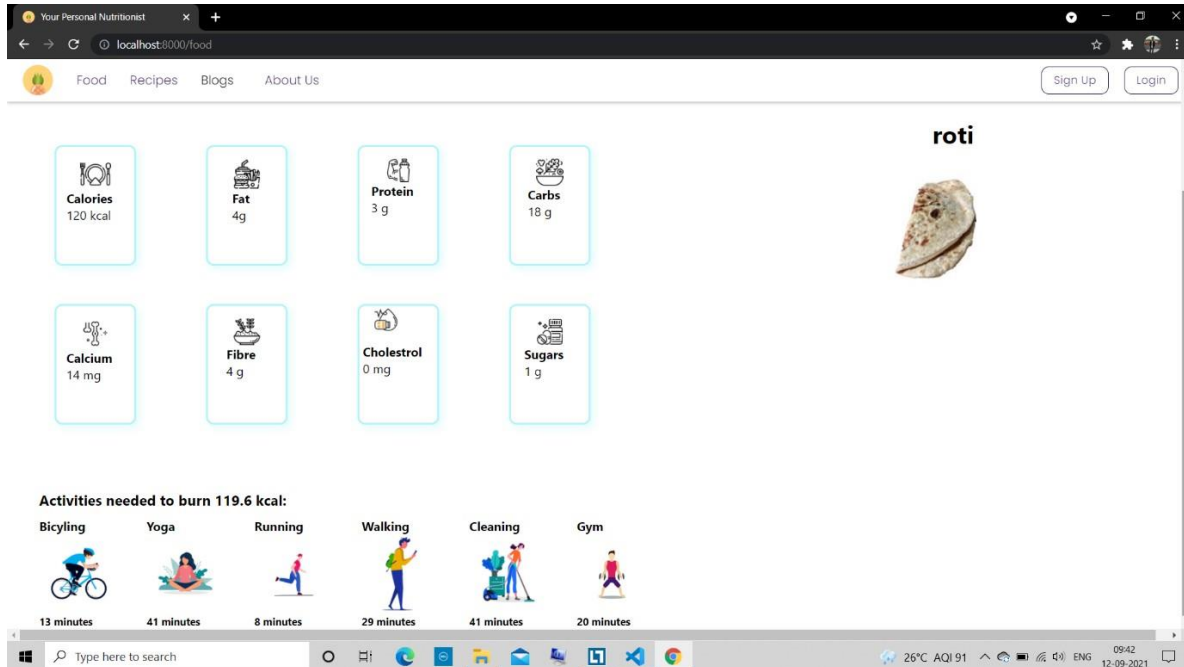 Your Personal Nutritionist
localhost:8000/food
Food Recipes Blogs About Us Sign Up Login
roti
Calories
120 kcal
Fat
4g
Protein
3 g
Carbs
18 g
Calcium
14 mg
Fibre
4 g
Cholestrol
0 mg
Sugars
1 g
Activities needed to burn 119.6 kcal:
Bicyling Yoga Running Walking Cleaning Gym
13 minutes 41 minutes 8 minutes 29 minutes 41 minutes 20 minutes
Type here to search
26°C AQI 91 ENG
09:42
12-09-2021